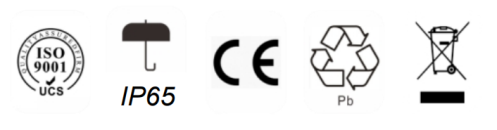 QUALITY ASSURED FIRM
ISO
9001
UCS
IP65
CE
Pb